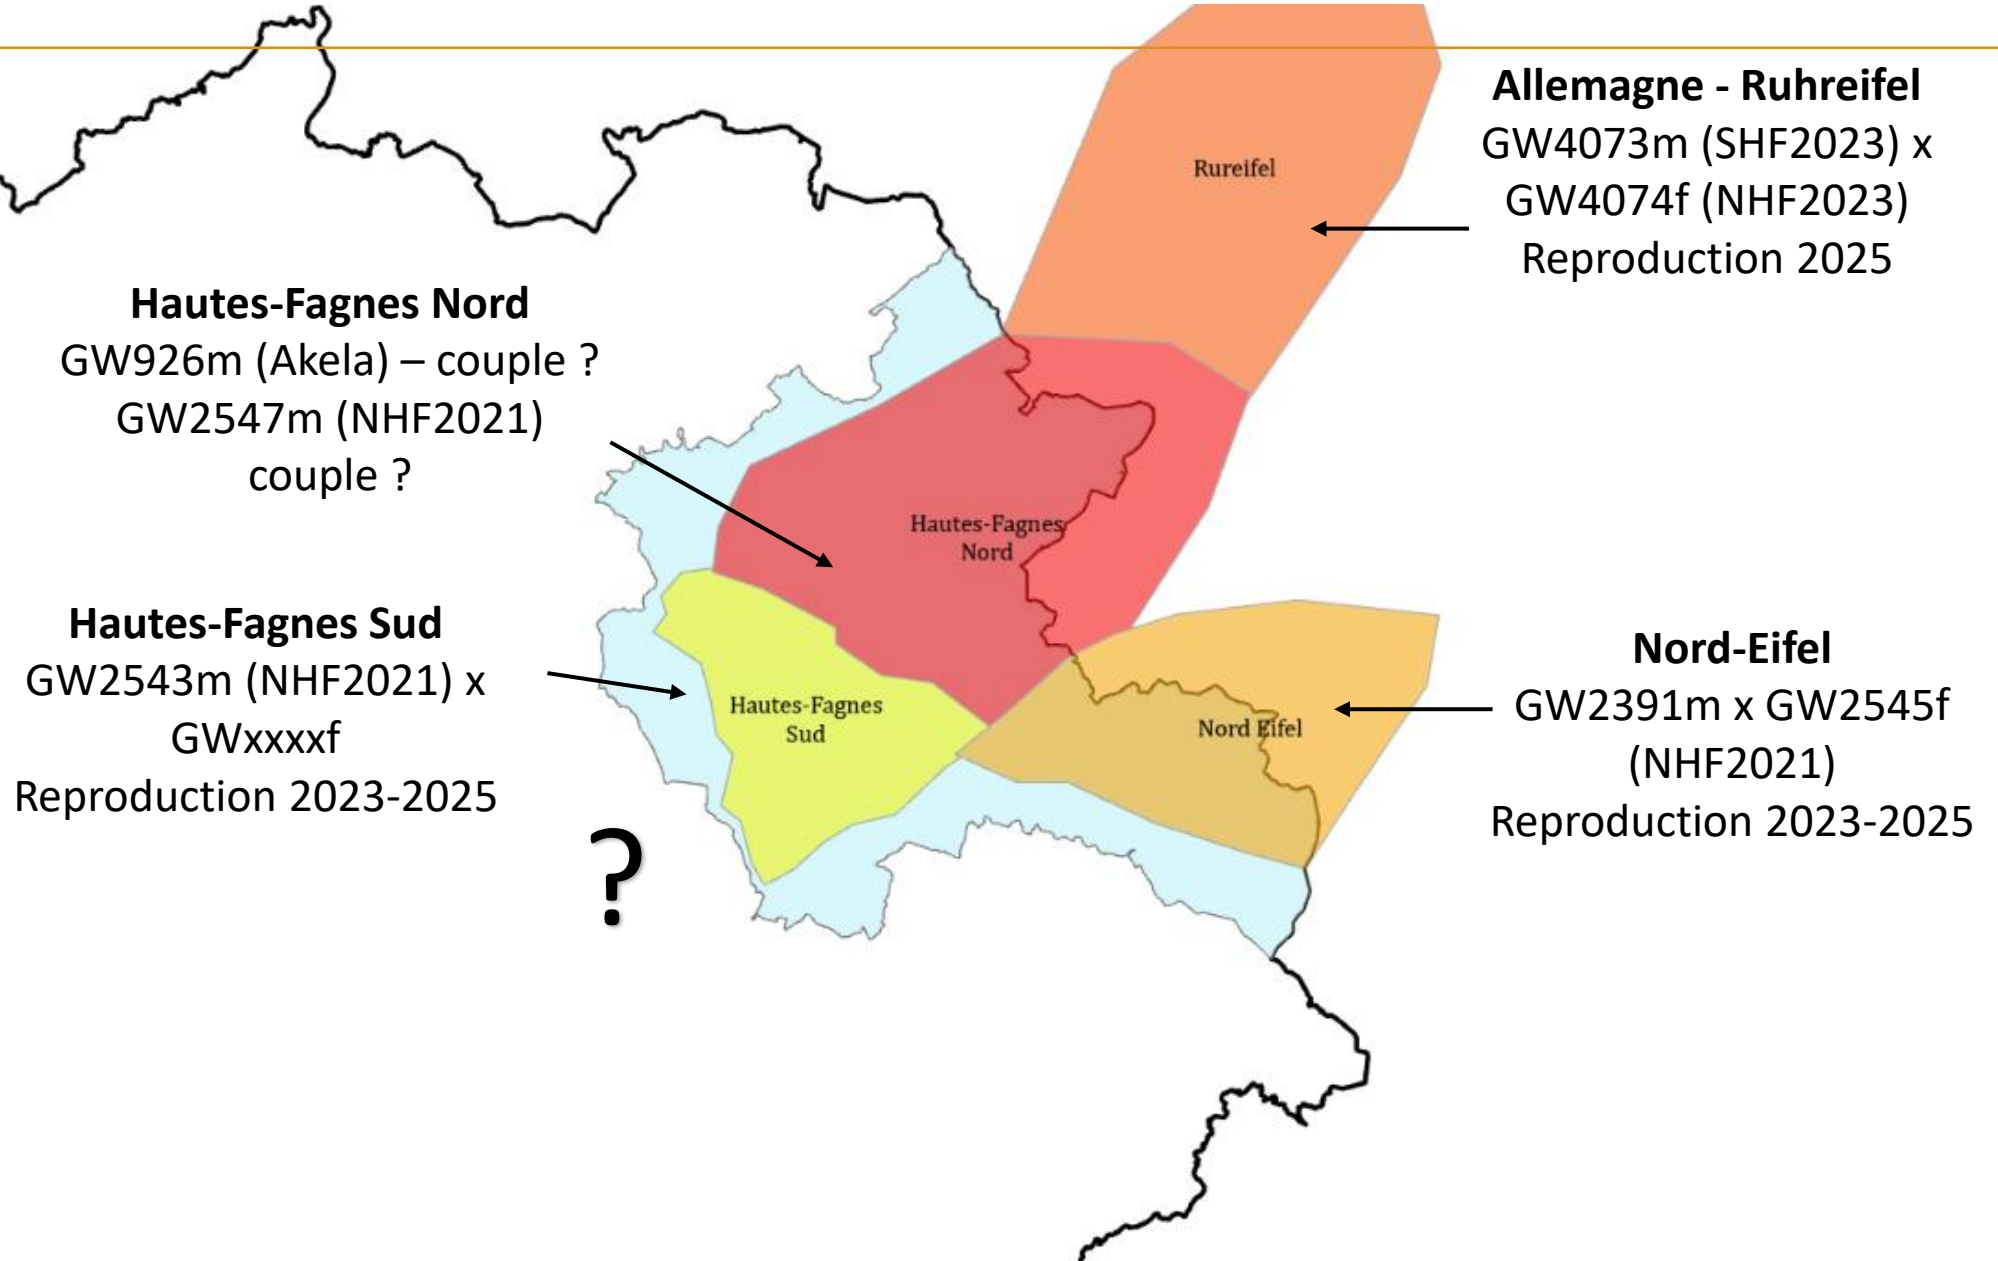 Allemagne - Ruhreifel
GW4073m (SHF2023) x
GW4074f (NHF2023)
Reproduction 2025
Rureifel
Hautes-Fagnes Nord
GW926m (Akela) – couple ?
GW2547m (NHF2021)
couple ?
Hautes-Fagnes
Nord
Hautes-Fagnes Sud
GW2543m (NHF2021) x
GWxxxxf
Reproduction 2023-2025
Hautes-Fagnes
Sud
Nord Eifel
Nord-Eifel
GW2391m x GW2545f
(NHF2021)
Reproduction 2023-2025
?